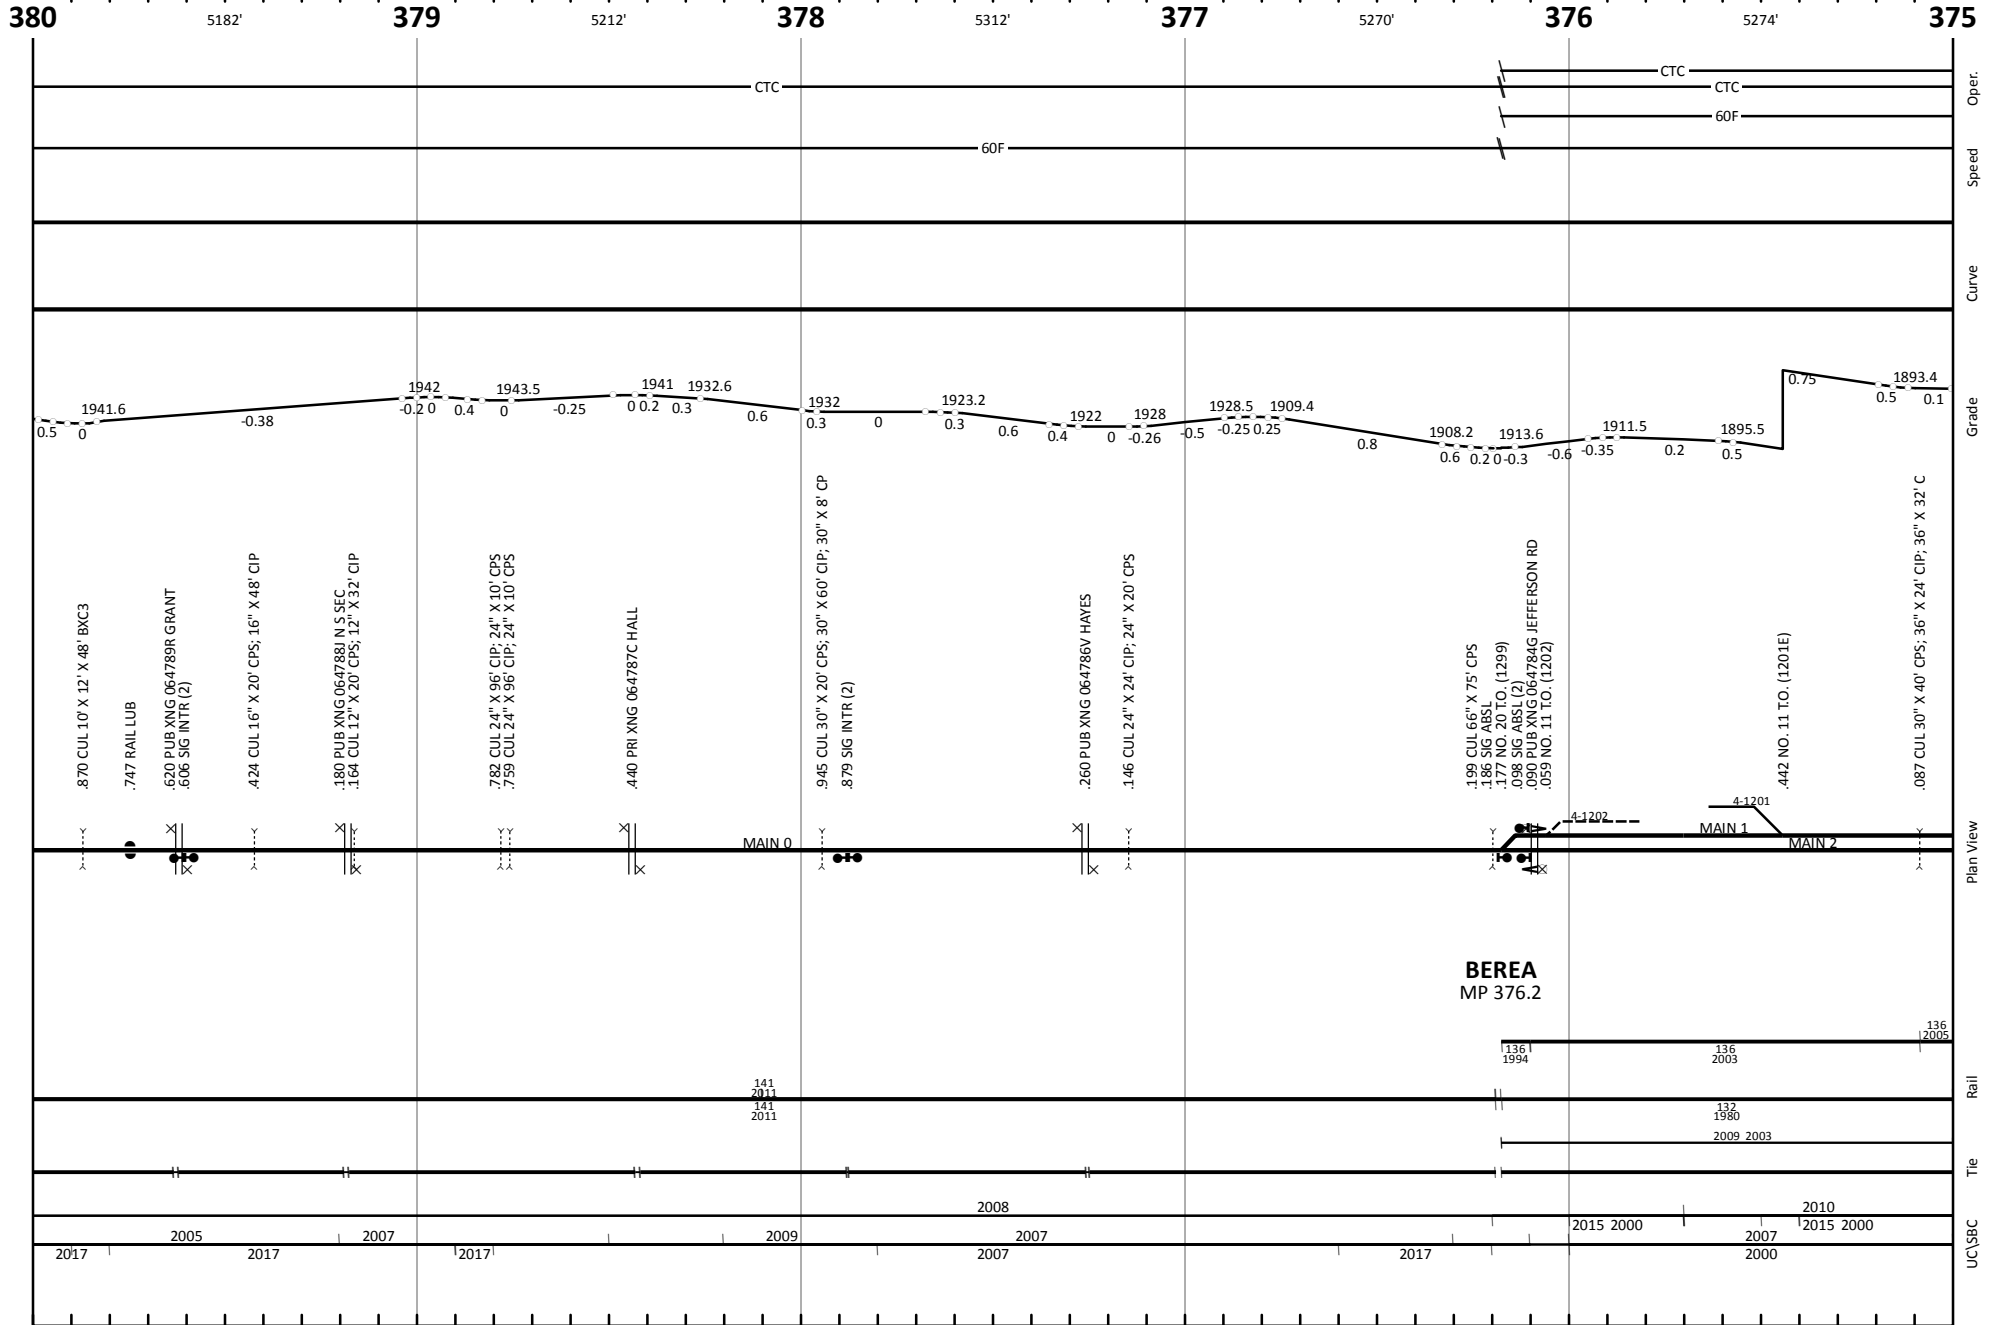 380 5182' 379 5212' 378 5312' 377 5270' 376 5274' 375
CTC
CTC CTC
60F
60F
Oper.
Speed
Curve
1941.6 1942 1943.5 1941 1932.6 1932 1923.2 1922 1928 1928.5 1909.4 1908.2 1913.6 1911.5 1895.5 1893.4
0.5 0 -0.38 -0.2 0 0.4 0 -0.25 0 0.2 0.3 0.6 0.3 0 0.3 0.6 0.4 0 -0.26 -0.5 -0.25 0.25 0.8 0.6 0.2 0 -0.3 -0.6 -0.35 0.2 0.5 0.75 0.5 0.1
Grade
.870 CUL 10' X 12' X 48' BXC3
.747 RAIL LUB
.620 PUB XNG 064789R GRANT
.606 SIG INTR (2)
.424 CUL 16" X 20' CPS; 16" X 48' CIP
.180 PUB XNG 064788J N S SEC
.164 CUL 12" X 20' CPS; 12" X 32' CIP
.782 CUL 24" X 96' CIP; 24" X 10' CPS
.759 CUL 24" X 96' CIP; 24" X 10' CPS
.440 PRI XNG 064787C HALL
.945 CUL 30" X 20' CPS; 30" X 60' CIP; 30" X 8' CP
.879 SIG INTR (2)
.260 PUB XNG 064786V HAYES
.146 CUL 24" X 24' CIP; 24" X 20' CPS
.199 CUL 66" X 75' CPS
.186 SIG ABSL
.177 NO. 20 T.O. (1299)
.098 SIG ABSL (2)
.090 PUB XNG 064784G JEFFERSON RD
.059 NO. 11 T.O. (1202)
.442 NO. 11 T.O. (1201E)
.087 CUL 30" X 40' CPS; 36" X 24' CIP; 36" X 32' C
4-1201
4-1202
MAIN 1
MAIN 0
MAIN 2
Plan View
BEREA
MP 376.2
136
2005
136
1994
136
2003
141
2011
141
2011
132
1980
Rail
2009 2003
Tie
2008
2010
2015 2000
2015 2000
2005 2007 2009 2007 2007
2017 2017 2017 2007 2017 2000
UC\SBC